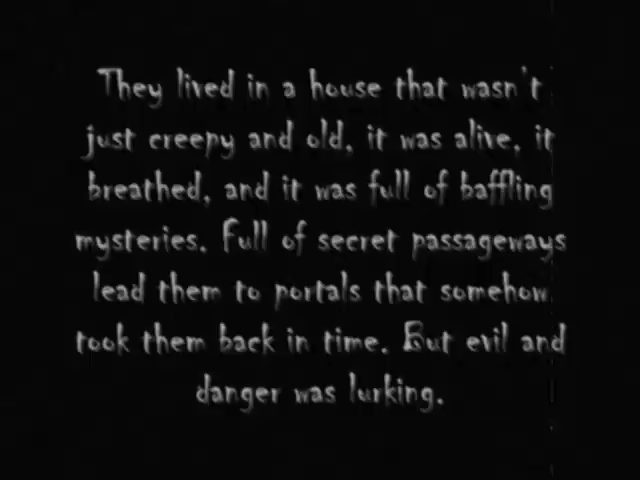 They lived in a house that wasn't
just creepy and old, it was alive, it
breathed, and it was full of baffling
mysteries. Full of secret passageways
lead them to portals that somehow
took them back in time. But evil and
danger was lurking.